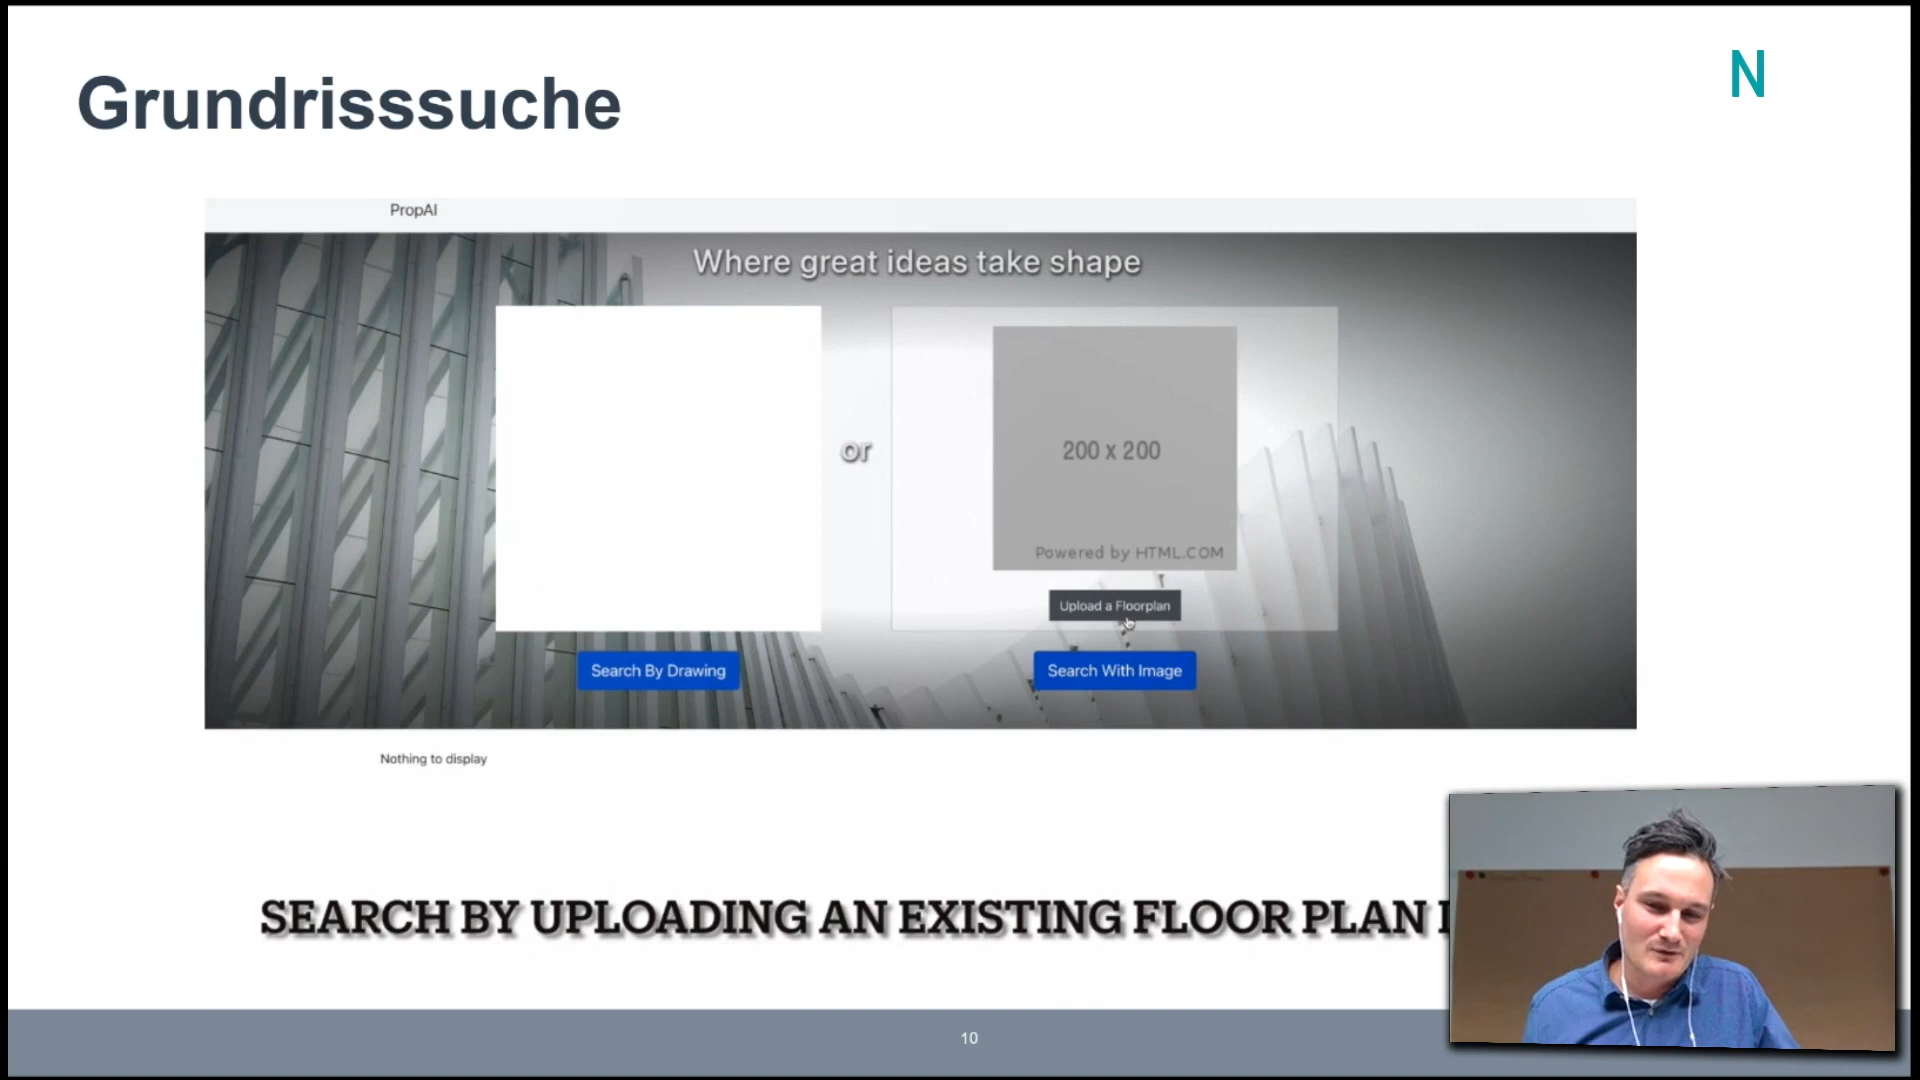 Grundrisssuche
N
PropAI
Where great ideas take shape
or
200 x 200
Powered by HTML.COM
Upload a Floorplan
Search By Drawing
Search With Image
Nothing to display
SEARCH BY UPLOADING AN EXISTING FLOOR PLAN
10